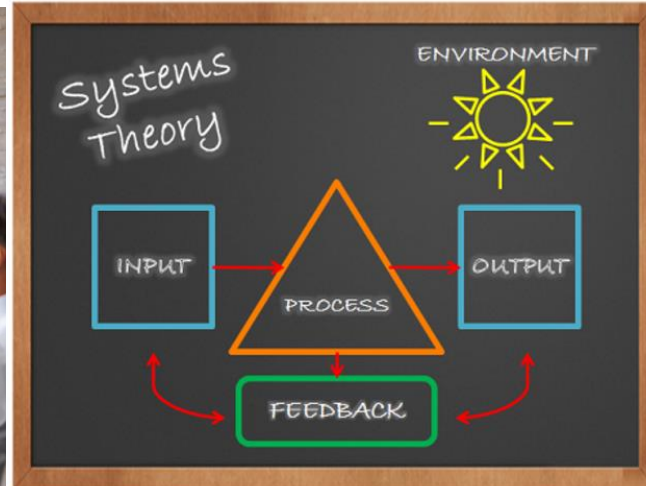 Systems
Theory
ENVIRONMENT
INPUT
PROCESS
OUTPUT
FEEDBACK